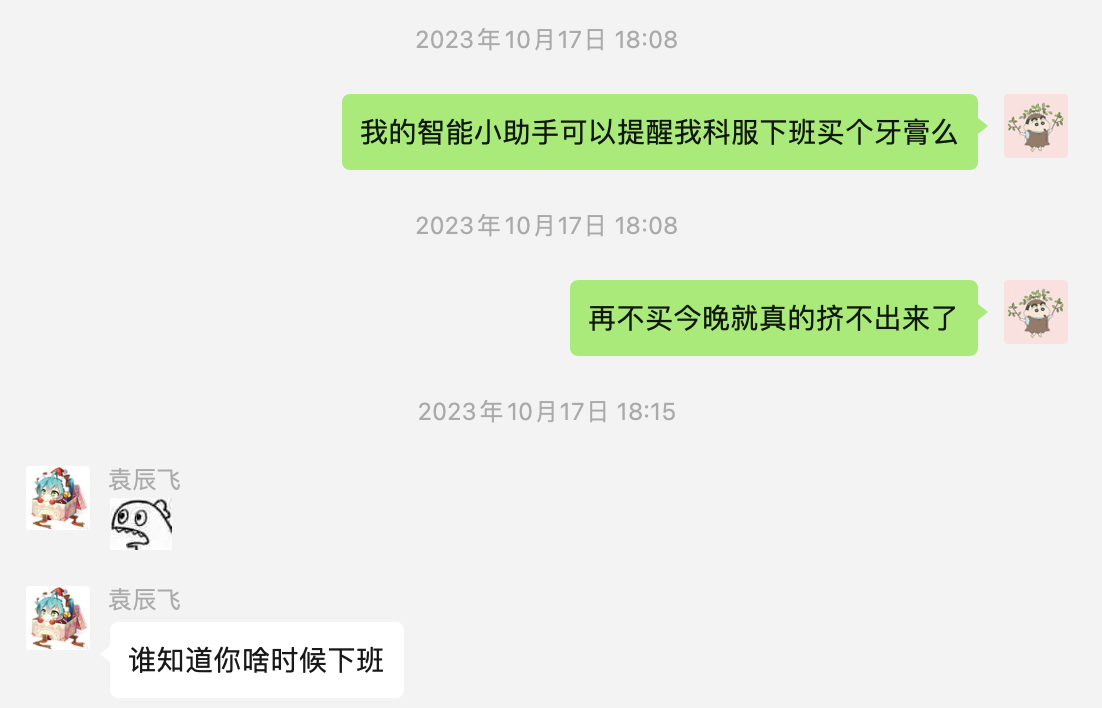 2023年10月17日 18:08
我的智能小助手可以提醒我科服下班买个牙膏么
2023年10月17日 18:08
再不买今晚就真的挤不出来了
2023年10月17日 18:15
袁辰飞
袁辰飞
谁知道你啥时候下班